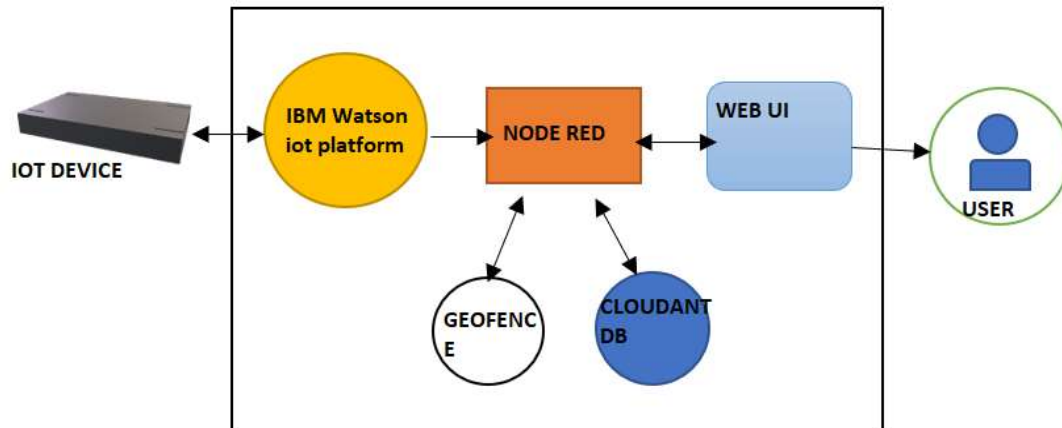 IBM Watson
iot platform
NODE RED
WEB UI
IOT DEVICE
USER
GEOFENC
E
CLOUDANT
DB